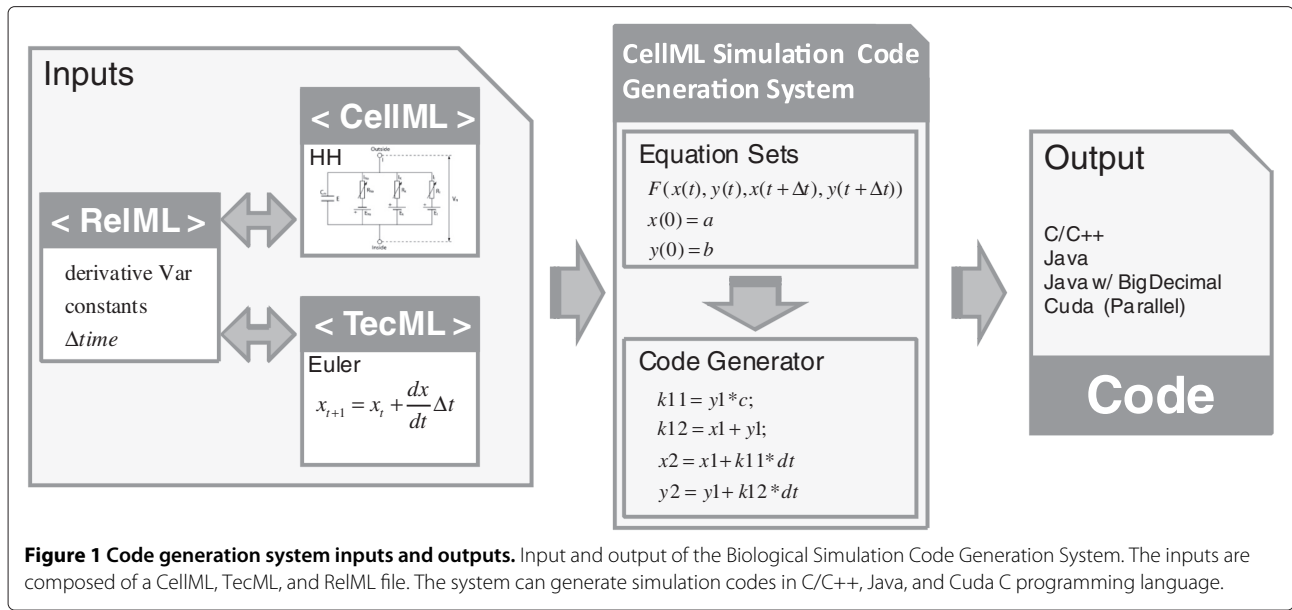 Inputs
< CellML >
HH
Outside
Inside
< RelML >
derivative Var
constants
Δtime
< TecML >
Euler
x_{t+1} = x_t + \frac{dx}{dt} Δt
CellML Simulation Code
Generation System
Equation Sets
F(x(t), y(t), x(t + Δt), y(t + Δt))
x(0) = a
y(0) = b
Code Generator
k11 = y1 * c;
k12 = x1 + y1;
x2 = x1 + k11 * dt
y2 = y1 + k12 * dt
Output
C/C++
Java
Java w/ BigDecimal
Cuda (Parallel)
Code
Figure 1 Code generation system inputs and outputs. Input and output of the Biological Simulation Code Generation System. The inputs are
composed of a CellML, TecML, and RelML file. The system can generate simulation codes in C/C++, Java, and Cuda C programming language.